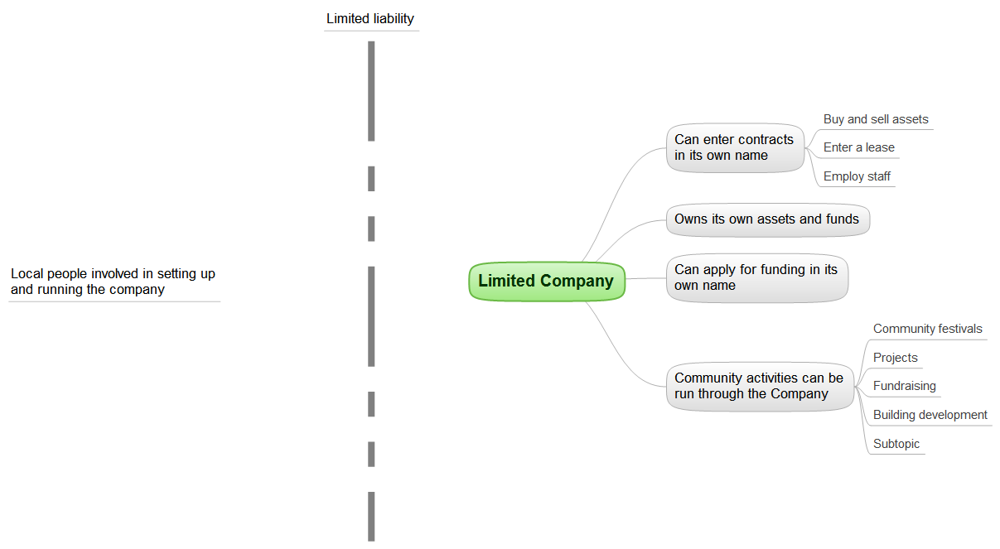 Limited liability
Local people involved in setting up
and running the company
Limited Company
Can enter contracts
in its own name
Buy and sell assets
Enter a lease
Employ staff
Owns its own assets and funds
Can apply for funding in its
own name
Community activities can be
run through the Company
Community festivals
Projects
Fundraising
Building development
Subtopic